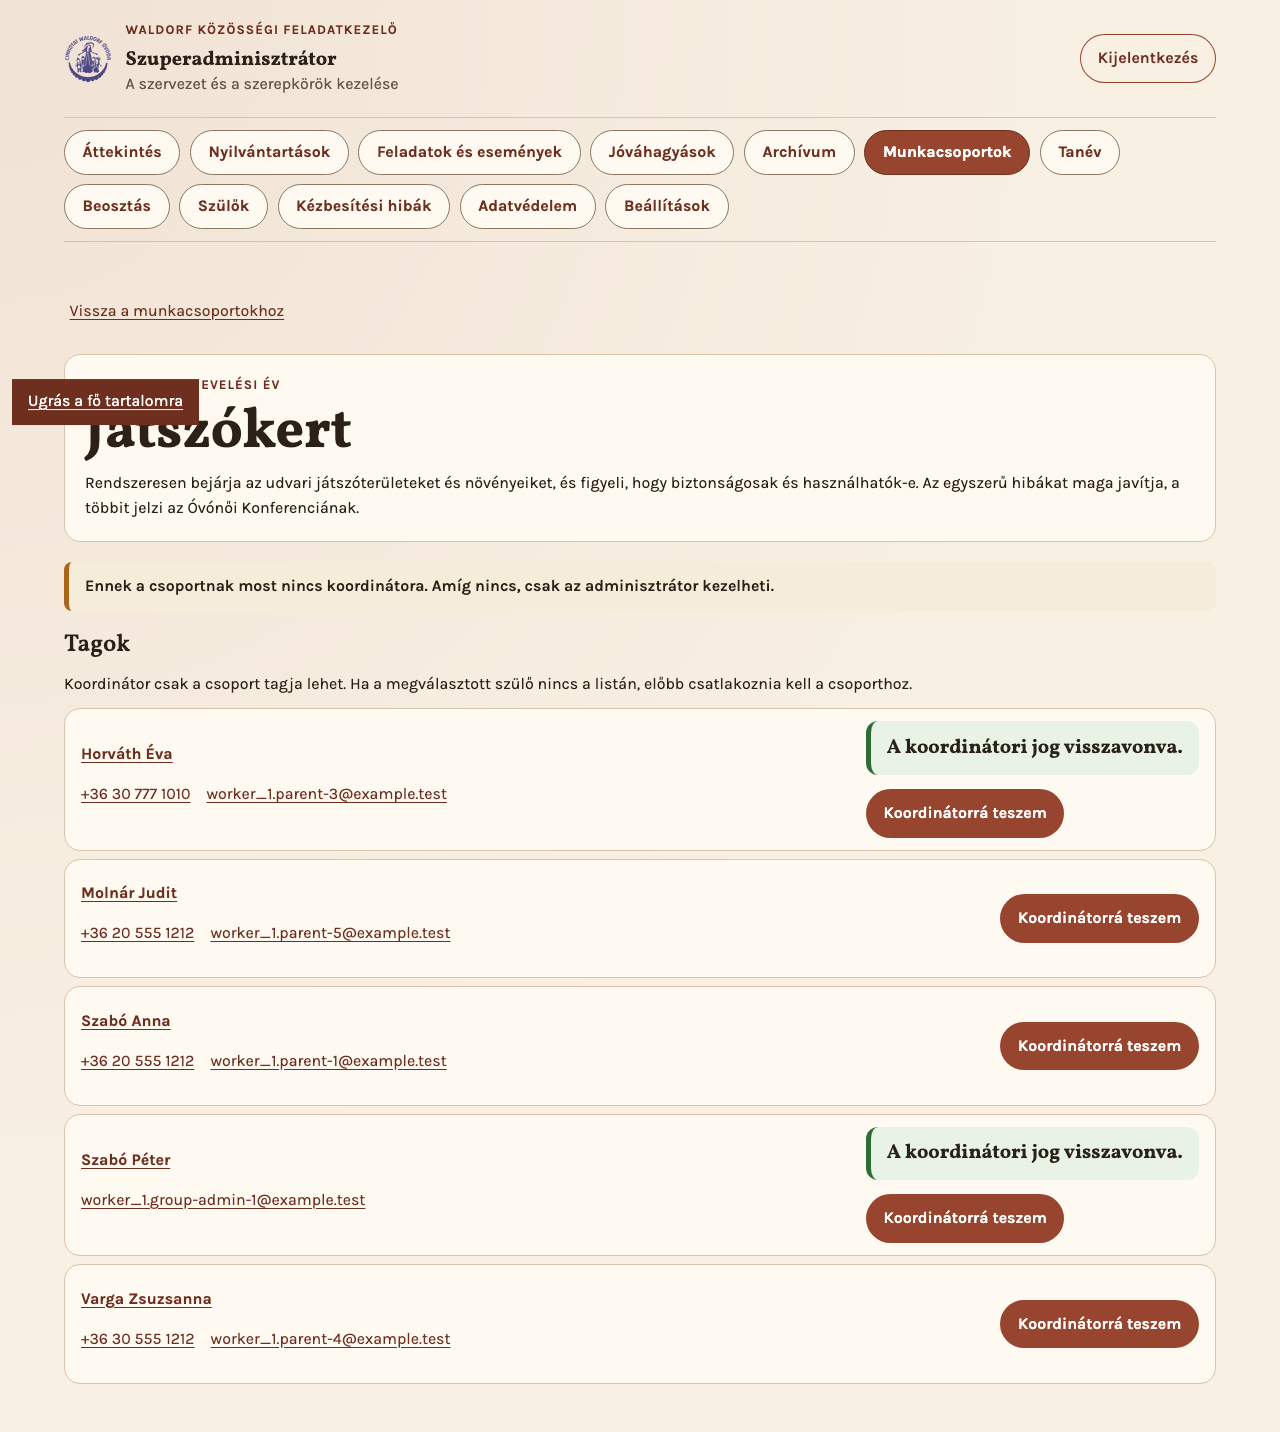 WALDORF KÖZÖSSÉGI FELADATKEZELŐ
Szuperadminisztrátor
A szervezet és a szerepkörök kezelése
Kijelentkezés
Áttekintés
Nyilvántartások
Feladatok és események
Jóváhagyások
Archívum
Munkacsoportok
Tanév
Beosztás
Szülők
Kézbesítési hibák
Adatvédelem
Beállítások
Vissza a munkacsoportokhoz
EVELÉSI ÉV
Ugrás a fő tartalomra
Játszókert
Rendszeresen bejárja az udvari játszóterületeket és növényeiket, és figyeli, hogy biztonságosak és használhatók-e. Az egyszerű hibákat maga javítja, a
többit jelzi az Óvónői Konferenciának.
Ennek a csoportnak most nincs koordinátora. Amíg nincs, csak az adminisztrátor kezelheti.
Tagok
Koordinátor csak a csoport tagja lehet. Ha a megválasztott szülő nincs a listán, előbb csatlakoznia kell a csoporthoz.
Horváth Éva
+36 30 777 1010 worker_1.parent-3@example.test
A koordinátori jog visszavonva.
Koordinátorrá teszem
Molnár Judit
+36 20 555 1212 worker_1.parent-5@example.test
Koordinátorrá teszem
Szabó Anna
+36 20 555 1212 worker_1.parent-1@example.test
Koordinátorrá teszem
Szabó Péter
worker_1.group-admin-1@example.test
A koordinátori jog visszavonva.
Koordinátorrá teszem
Varga Zsuzsanna
+36 30 555 1212 worker_1.parent-4@example.test
Koordinátorrá teszem